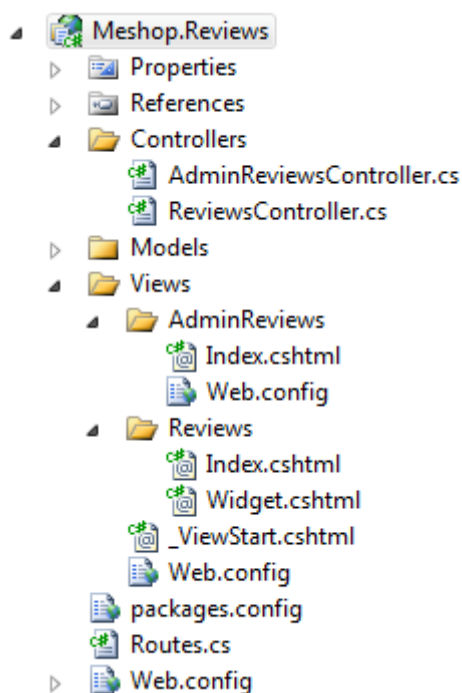 Meshop.Reviews
Properties
References
Controllers
AdminReviewsController.cs
ReviewsController.cs
Models
Views
AdminReviews
Index.cshtml
Web.config
Reviews
Index.cshtml
Widget.cshtml
_ViewStart.cshtml
Web.config
packages.config
Routes.cs
Web.config